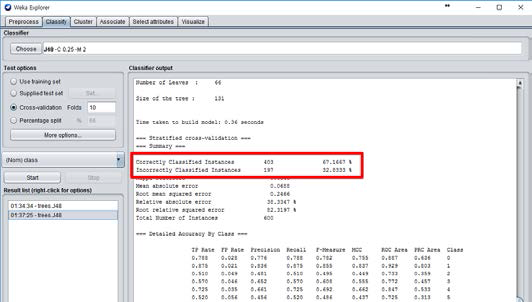 Weka Explorer
Preprocess Classify Cluster Associate Select attributes Visualize
Classifier
Choose J48 -C 0.25 -M 2
Test options
Use training set
Supplied test set Set...
Cross-validation Folds 10
Percentage split % 66
More options...
(Nom) class
Start Stop
Result list (right-click for options)
01:34:34 - trees.J48
01:37:25 - trees.J48
Classifier output
Number of Leaves : 66
Size of the tree : 131
Time taken to build model: 0.36 seconds
=== Stratified cross-validation ===
=== Summary ===
Correctly Classified Instances 403 67.1667 %
Incorrectly Classified Instances 197 32.8333 %
Mean absolute error 0.0688
Root mean squared error 0.2466
Relative absolute error 38.3347 %
Root relative squared error 82.3197 %
Total Number of Instances 600
=== Detailed Accuracy By Class ===
TP Rate FP Rate Precision Recall F-Measure MCC ROC Area PRC Area Class
0.788 0.028 0.776 0.788 0.782 0.755 0.887 0.636 0
0.875 0.021 0.836 0.875 0.855 0.837 0.929 0.803 1
0.510 0.049 0.481 0.510 0.495 0.449 0.733 0.359 2
0.570 0.046 0.652 0.570 0.608 0.555 0.772 0.457 3
0.725 0.035 0.661 0.725 0.692 0.662 0.847 0.533 4
0.520 0.056 0.456 0.520 0.486 0.437 0.725 0.313 5